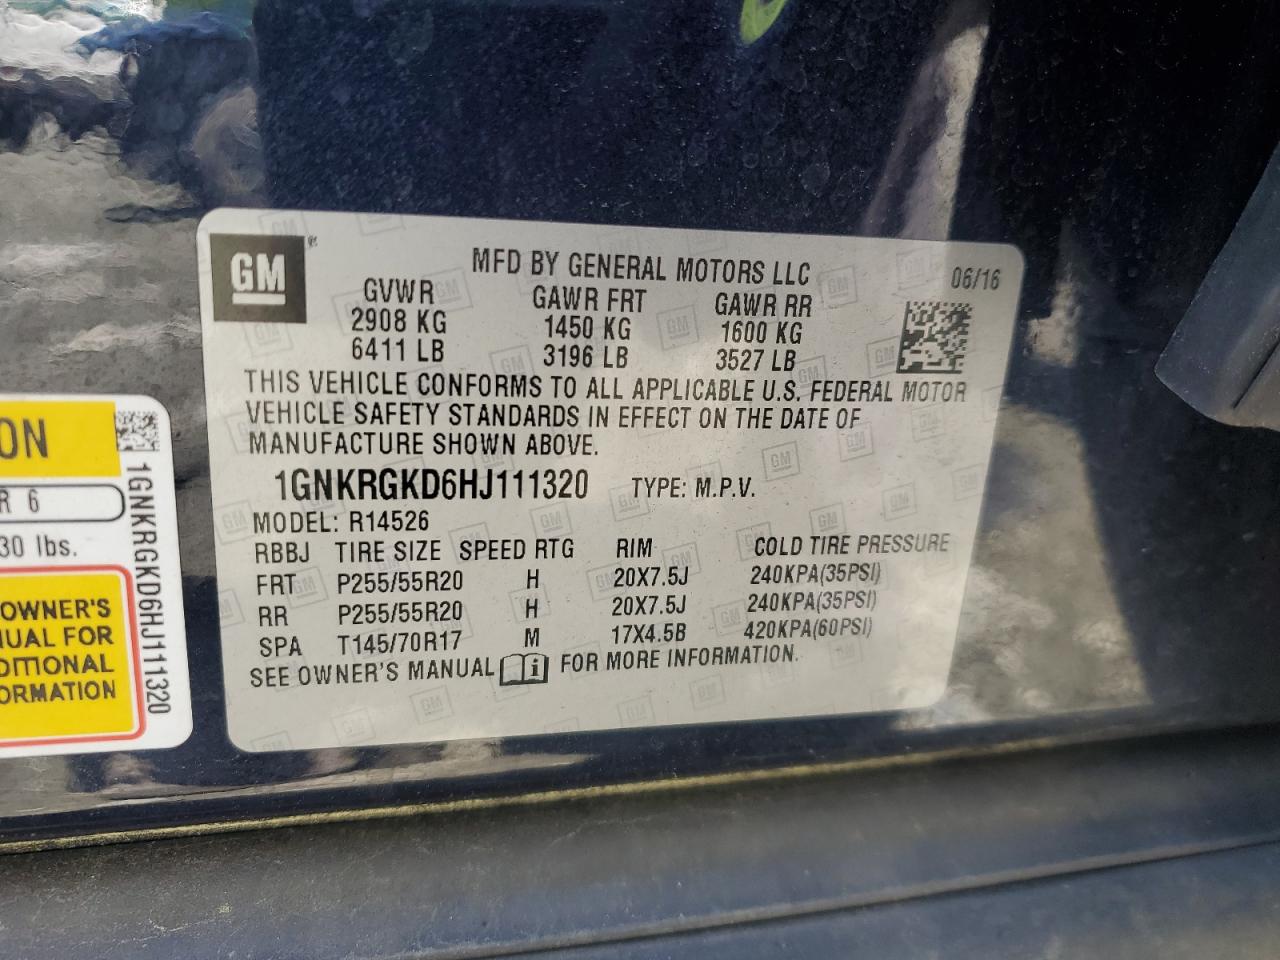 GM
MFD BY GENERAL MOTORS LLC
06/16
GVWR GAWR FRT GAWR RR
2908 KG 1450 KG 1600 KG
6411 LB 3196 LB 3527 LB
THIS VEHICLE CONFORMS TO ALL APPLICABLE U.S. FEDERAL MOTOR
VEHICLE SAFETY STANDARDS IN EFFECT ON THE DATE OF
MANUFACTURE SHOWN ABOVE.
1GNKRGKD6HJ111320 TYPE: M.P.V.
MODEL: R14526
RBBJ TIRE SIZE SPEED RTG RIM COLD TIRE PRESSURE
FRT P255/55R20 H 20X7.5J 240KPA(35PSI)
RR P255/55R20 H 20X7.5J 240KPA(35PSI)
SPA T145/70R17 M 17X4.5B 420KPA(60PSI)
SEE OWNER'S MANUAL i FOR MORE INFORMATION.
ON
R 6
30 lbs.
OWNER'S
NUAL FOR
DITIONAL
ORMATION
1GNKRGKD6HJ111320